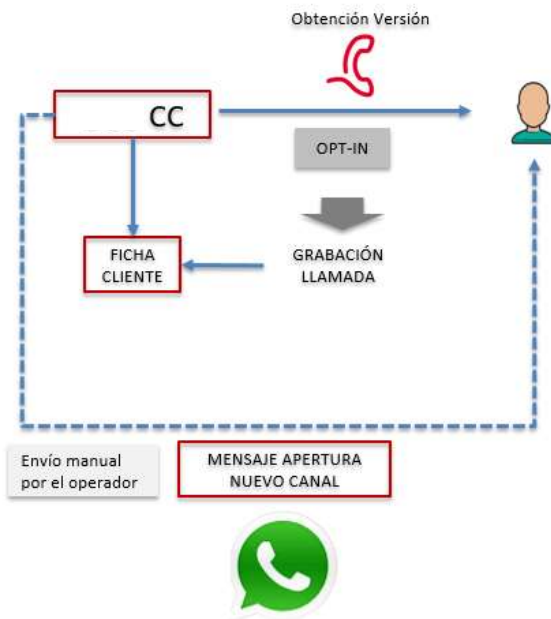 Obtención Versión
CC
OPT-IN
FICHA
CLIENTE
GRABACIÓN
LLAMADA
Envío manual
por el operador
MENSAJE APERTURA
NUEVO CANAL